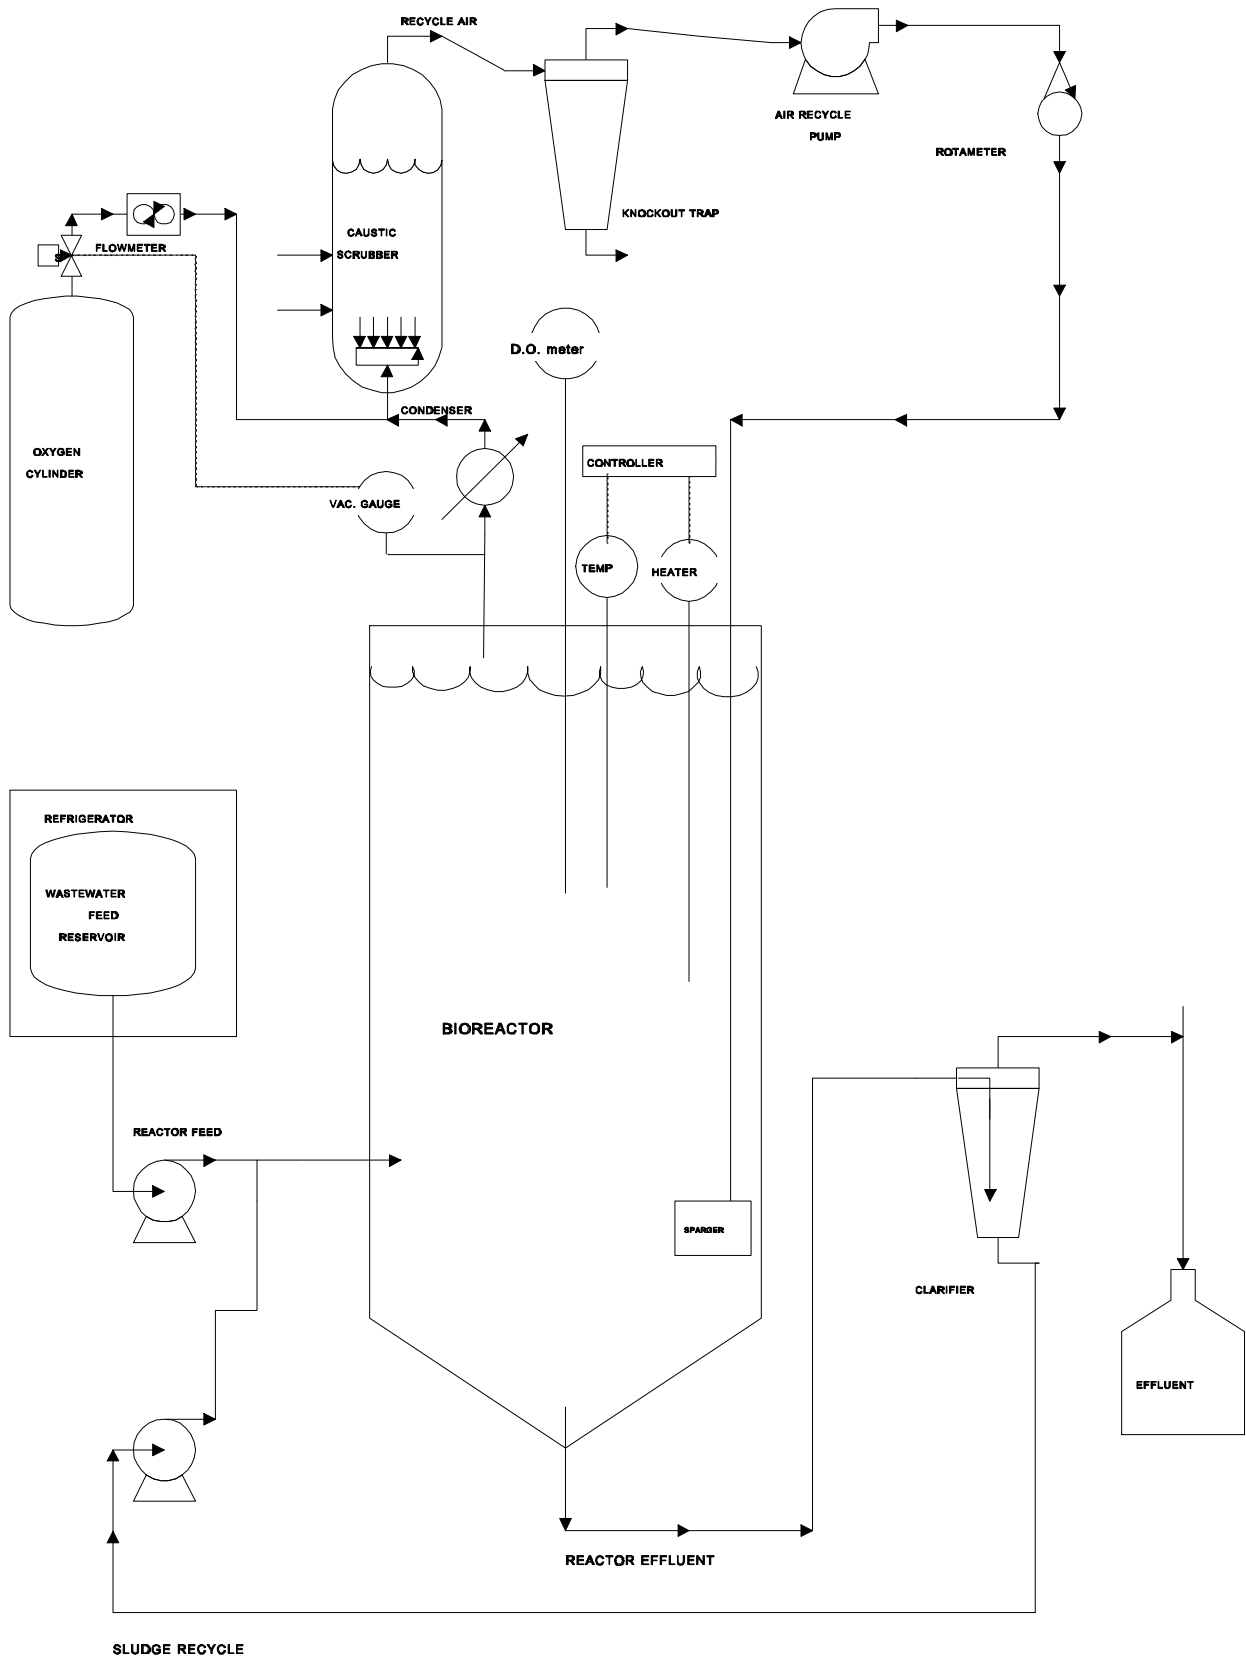 RECYCLE AIR
AIR RECYCLE
PUMP
ROTAMETER
KNOCKOUT TRAP
CAUSTIC
SCRUBBER
FLOWMETER
S
D.O. meter
CONDENSER
OXYGEN
CYLINDER
CONTROLLER
VAC. GAUGE
TEMP
HEATER
REFRIGERATOR
WASTEWATER
FEED
RESERVOIR
BIOREACTOR
REACTOR FEED
SPARGER
CLARIFIER
EFFLUENT
REACTOR EFFLUENT
SLUDGE RECYCLE